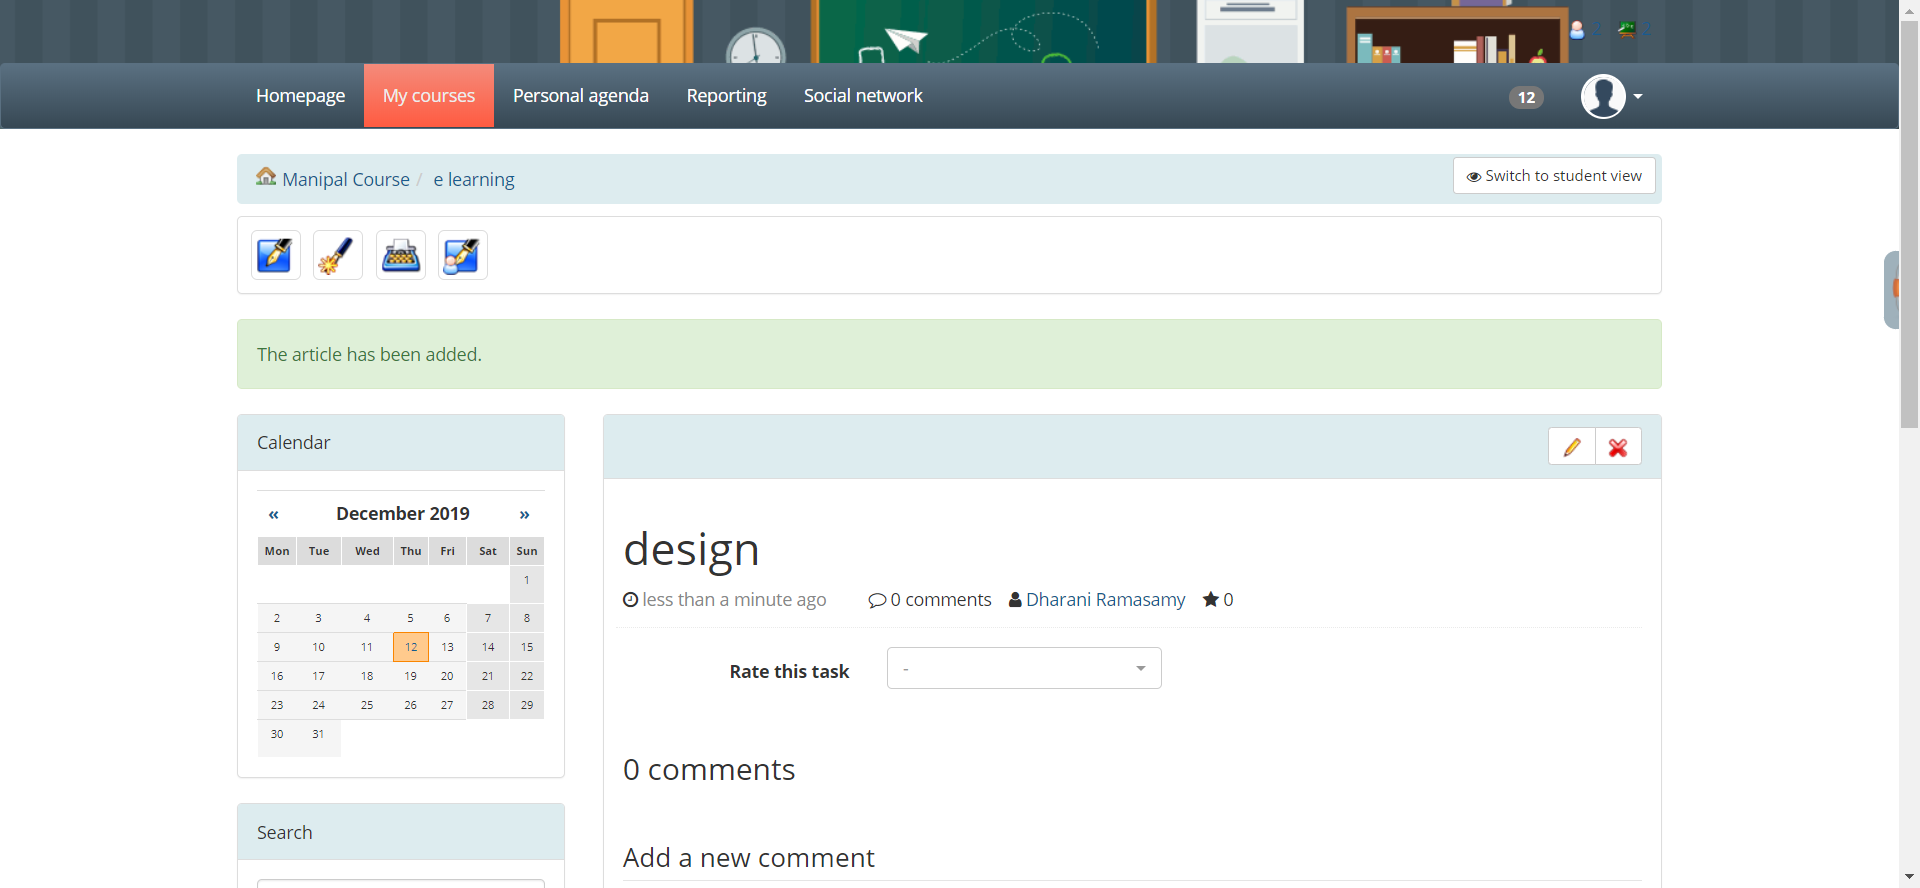 2 2
Homepage My courses Personal agenda Reporting Social network 12
Manipal Course / e learning Switch to student view
The article has been added.
Calendar
« December 2019 »
Mon Tue Wed Thu Fri Sat Sun
1
2 3 4 5 6 7 8
9 10 11 12 13 14 15
16 17 18 19 20 21 22
23 24 25 26 27 28 29
30 31
Search
design
less than a minute ago 0 comments Dharani Ramasamy 0
Rate this task -
0 comments
Add a new comment